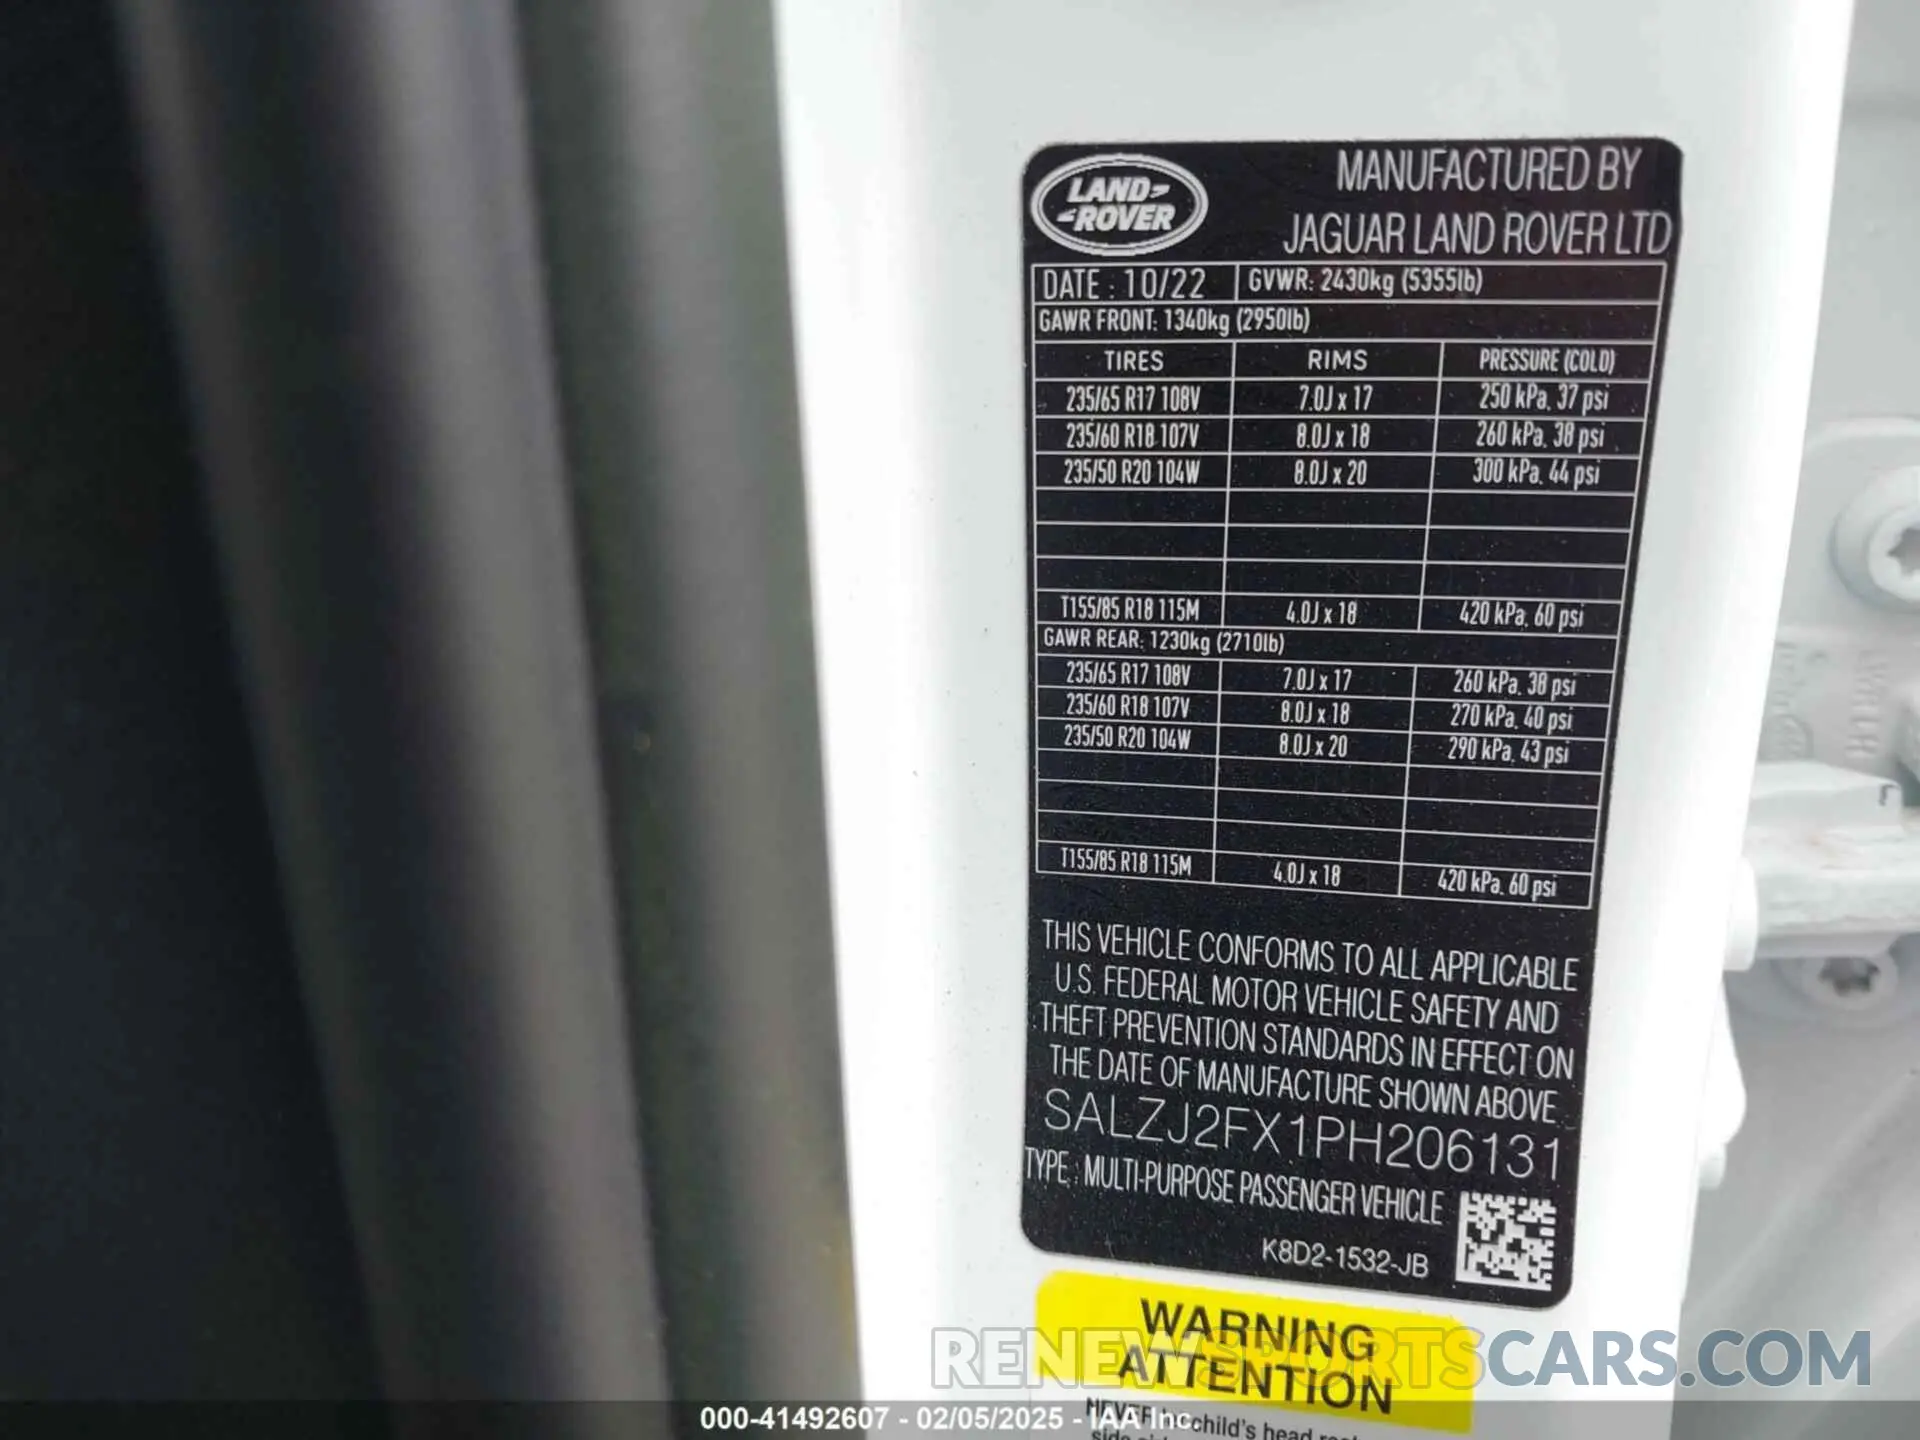 LAND-
-ROVER
MANUFACTURED BY
JAGUAR LAND ROVER LTD
DATE : 10/22 GVWR: 2430kg (5355lb)
GAWR FRONT: 1340kg (2950lb)
TIRES RIMS PRESSURE (COLD)
235/65 R17 108V 7.0J x 17 250 kPa, 37 psi
235/60 R18 107V 8.0J x 18 260 kPa, 38 psi
235/50 R20 104W 8.0J x 20 300 kPa, 44 psi
T155/85 R18 115M 4.0J x 18 420 kPa, 60 psi
GAWR REAR: 1230kg (2710lb)
235/65 R17 108V 7.0J x 17 260 kPa, 38 psi
235/60 R18 107V 8.0J x 18 270 kPa, 40 psi
235/50 R20 104W 8.0J x 20 290 kPa, 43 psi
T155/85 R18 115M 4.0J x 18 420 kPa, 60 psi
THIS VEHICLE CONFORMS TO ALL APPLICABLE
U.S. FEDERAL MOTOR VEHICLE SAFETY AND
THEFT PREVENTION STANDARDS IN EFFECT ON
THE DATE OF MANUFACTURE SHOWN ABOVE
SALZJ2FX1PH206131
TYPE : MULTI-PURPOSE PASSENGER VEHICLE
K8D2-1532-JB
WARNING
ATTENTION
RENEWSPORTSCARS.COM
NEVER child's head
000-41492607 - 02/05/2025 - IAA Inc.